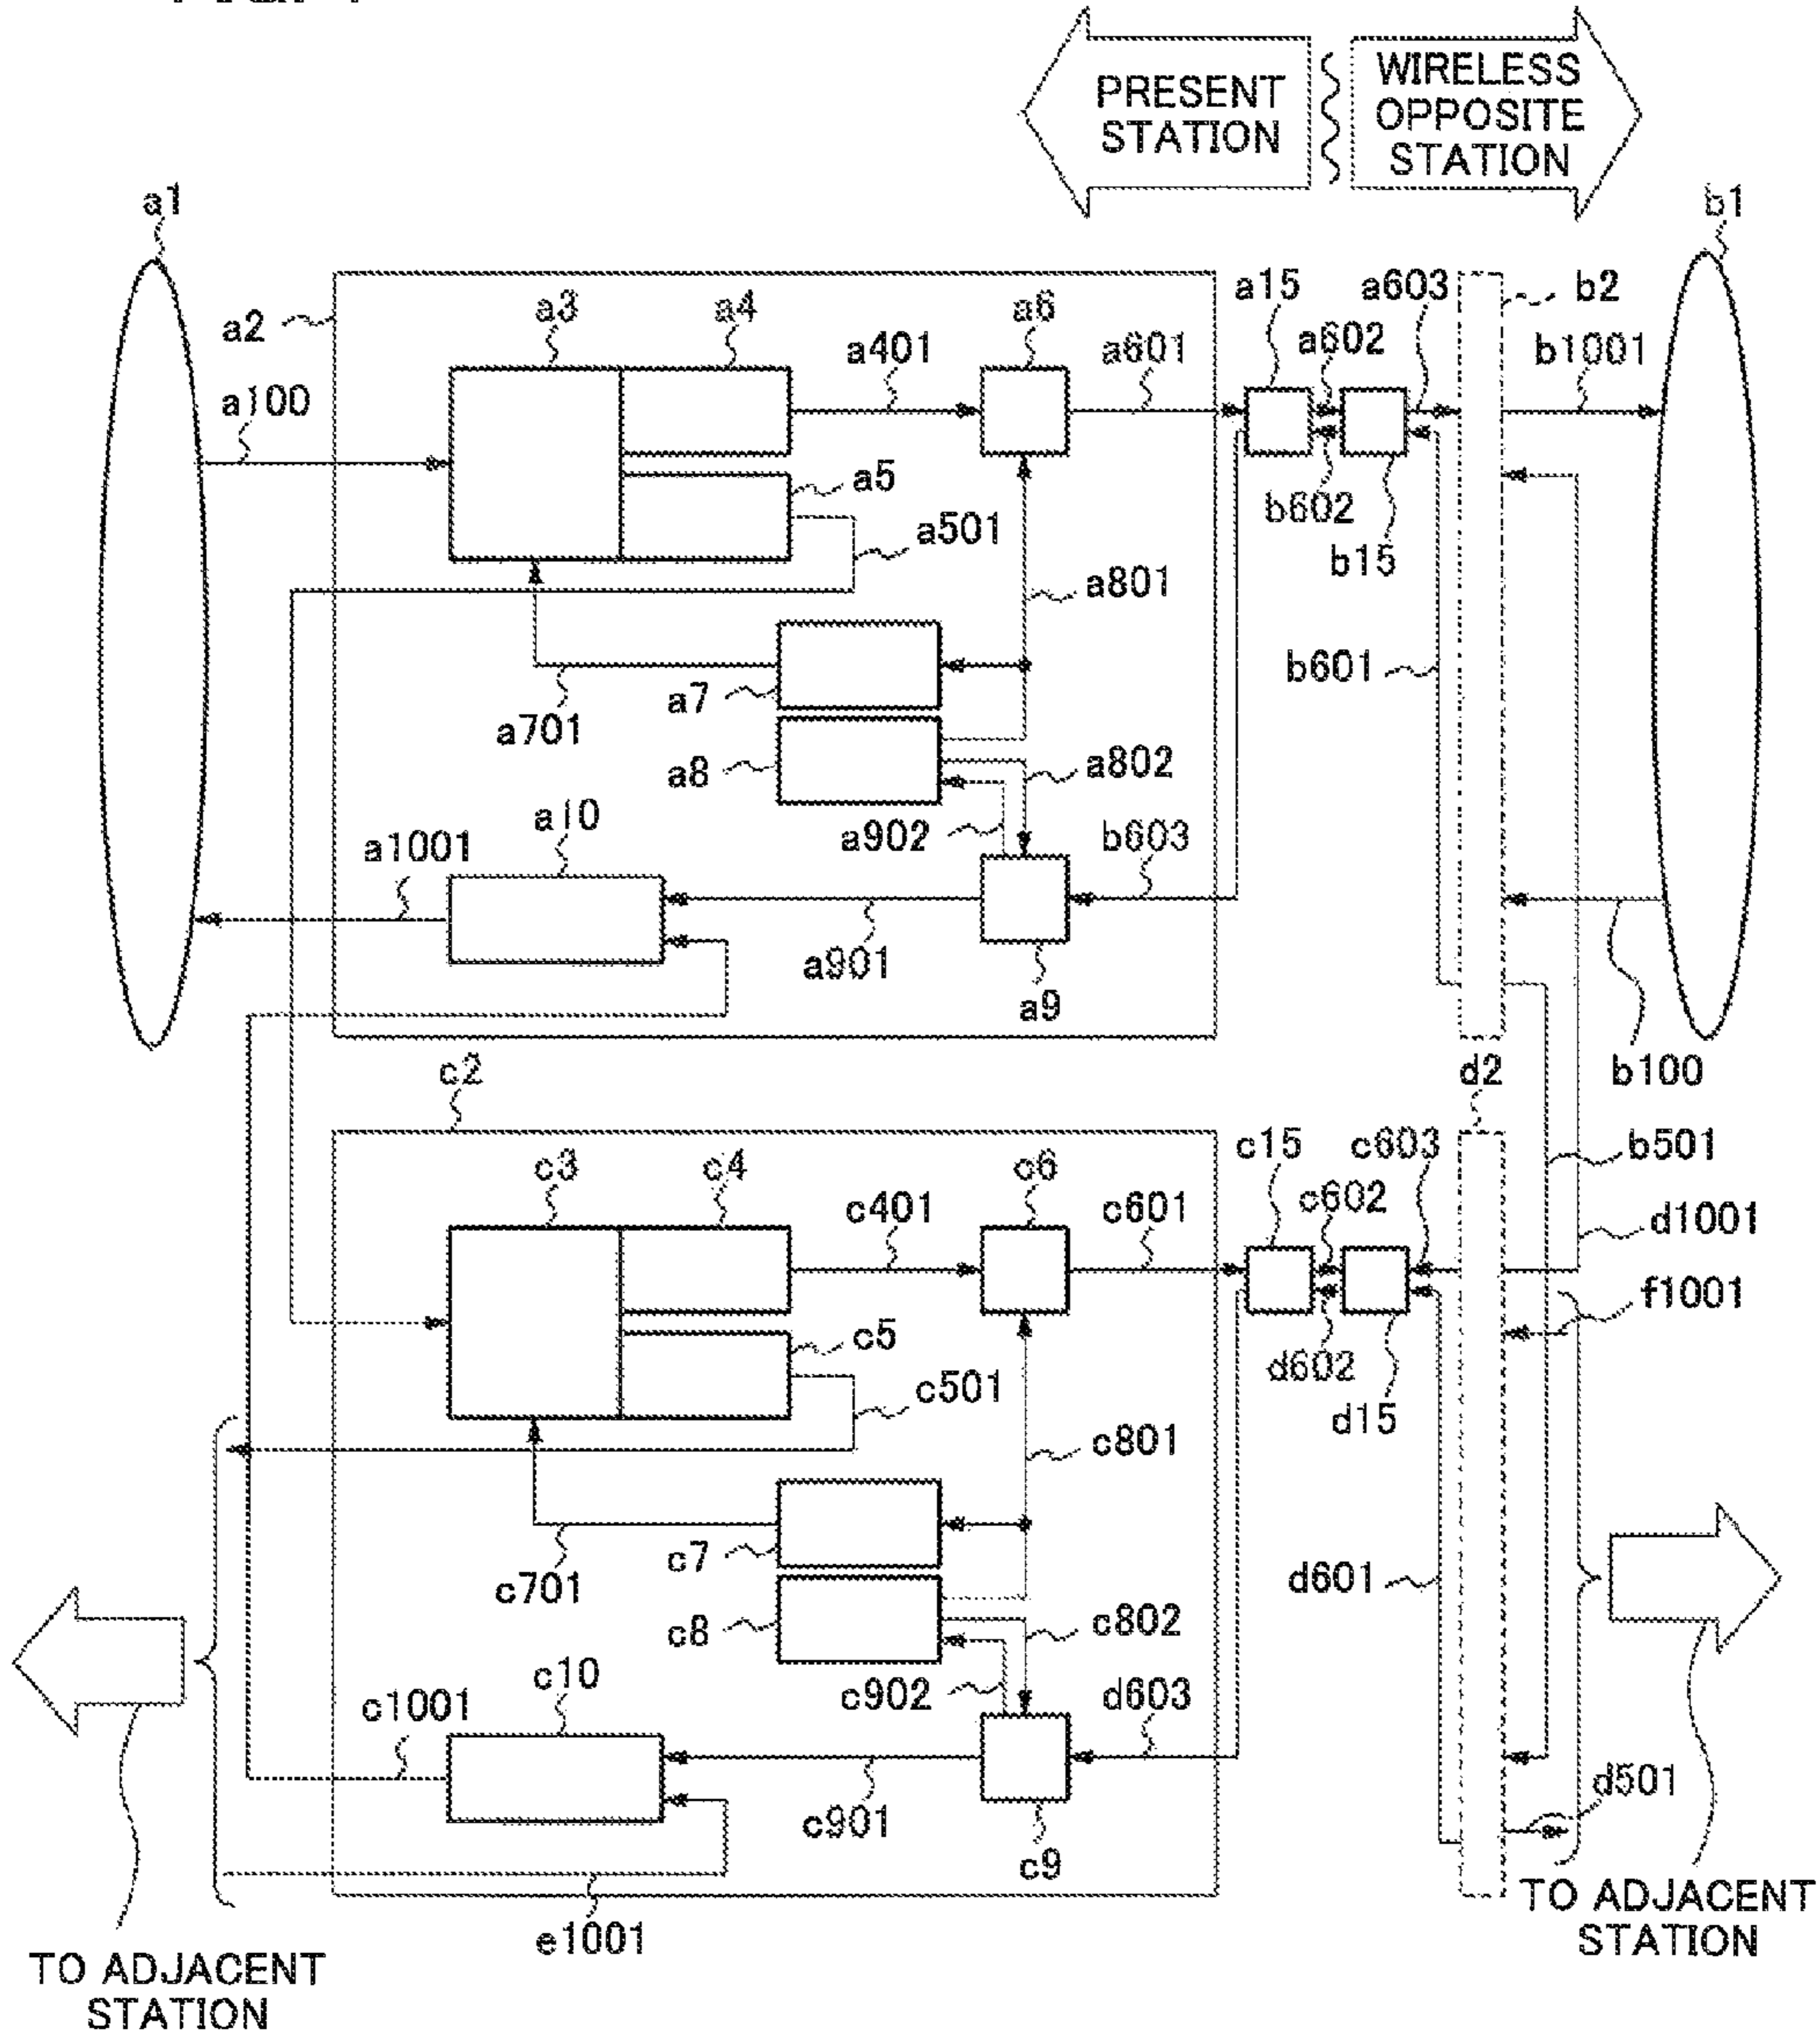 PRESENT
STATION
WIRELESS
OPPOSITE
STATION
a1
b1
a2
a3
a4
a6
a15
a603
b2
a401
a601
a602
b1001
a100
a5
a501
b602
b15
a801
b601
a7
a701
a8
a802
a10
a902
b603
a1001
a901
a9
c2
d2
b100
b501
c3
c4
c6
c15
c603
c401
c601
c602
d1001
f1001
c5
c501
d602
d15
c801
c7
c701
d601
c8
c802
c10
c902
d603
c1001
d501
c901
c9
e1001
TO ADJACENT
STATION
TO ADJACENT
STATION